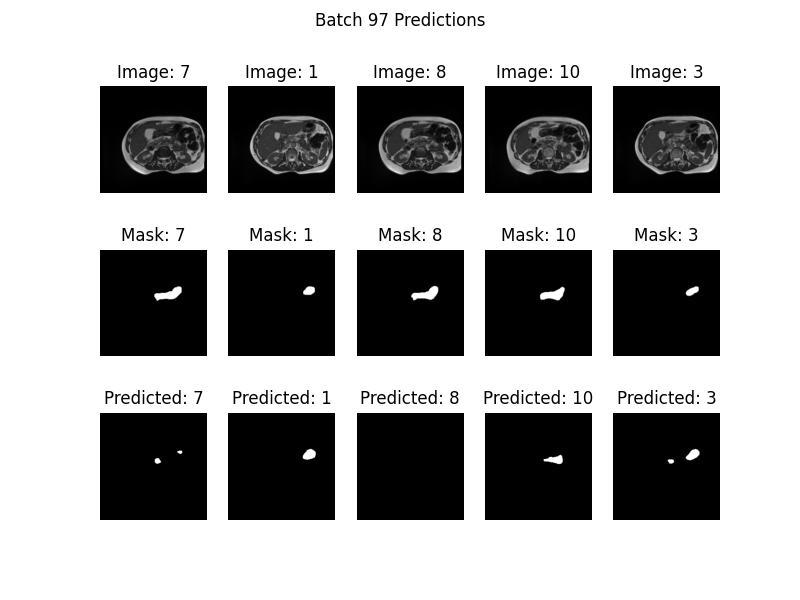 Batch 97 Predictions
Image: 7 Image: 1 Image: 8 Image: 10 Image: 3
Mask: 7 Mask: 1 Mask: 8 Mask: 10 Mask: 3
Predicted: 7 Predicted: 1 Predicted: 8 Predicted: 10 Predicted: 3